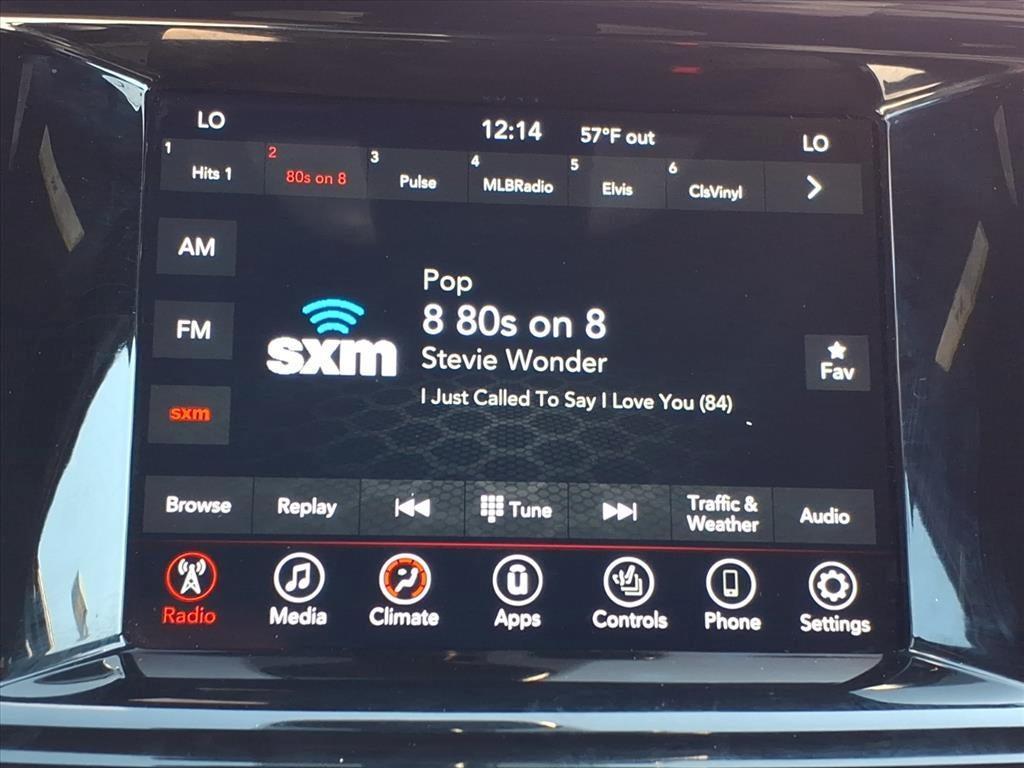 LO
12:14
57°F out
LO
1 Hits 1
2 80s on 8
3 Pulse
4 MLBRadio
5 Elvis
6 ClsVinyl
AM
FM
sxm
sxm
Pop
8 80s on 8
Stevie Wonder
I Just Called To Say I Love You (84)
Fav
Browse
Replay
Tune
Traffic &
Weather
Audio
Radio
Media
Climate
Apps
Controls
Phone
Settings